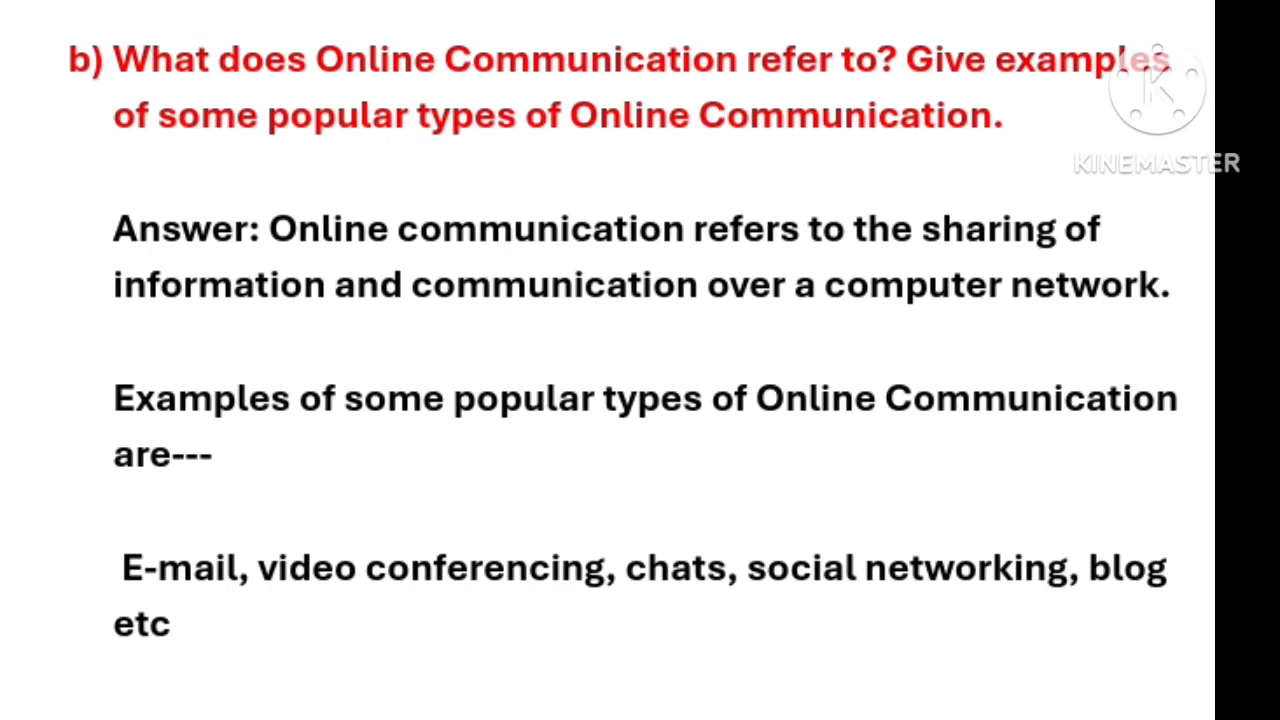 b) What does Online Communication refer to? Give examples
of some popular types of Online Communication.
KINEMASTER
Answer: Online communication refers to the sharing of
information and communication over a computer network.
Examples of some popular types of Online Communication
are---
E-mail, video conferencing, chats, social networking, blog
etc